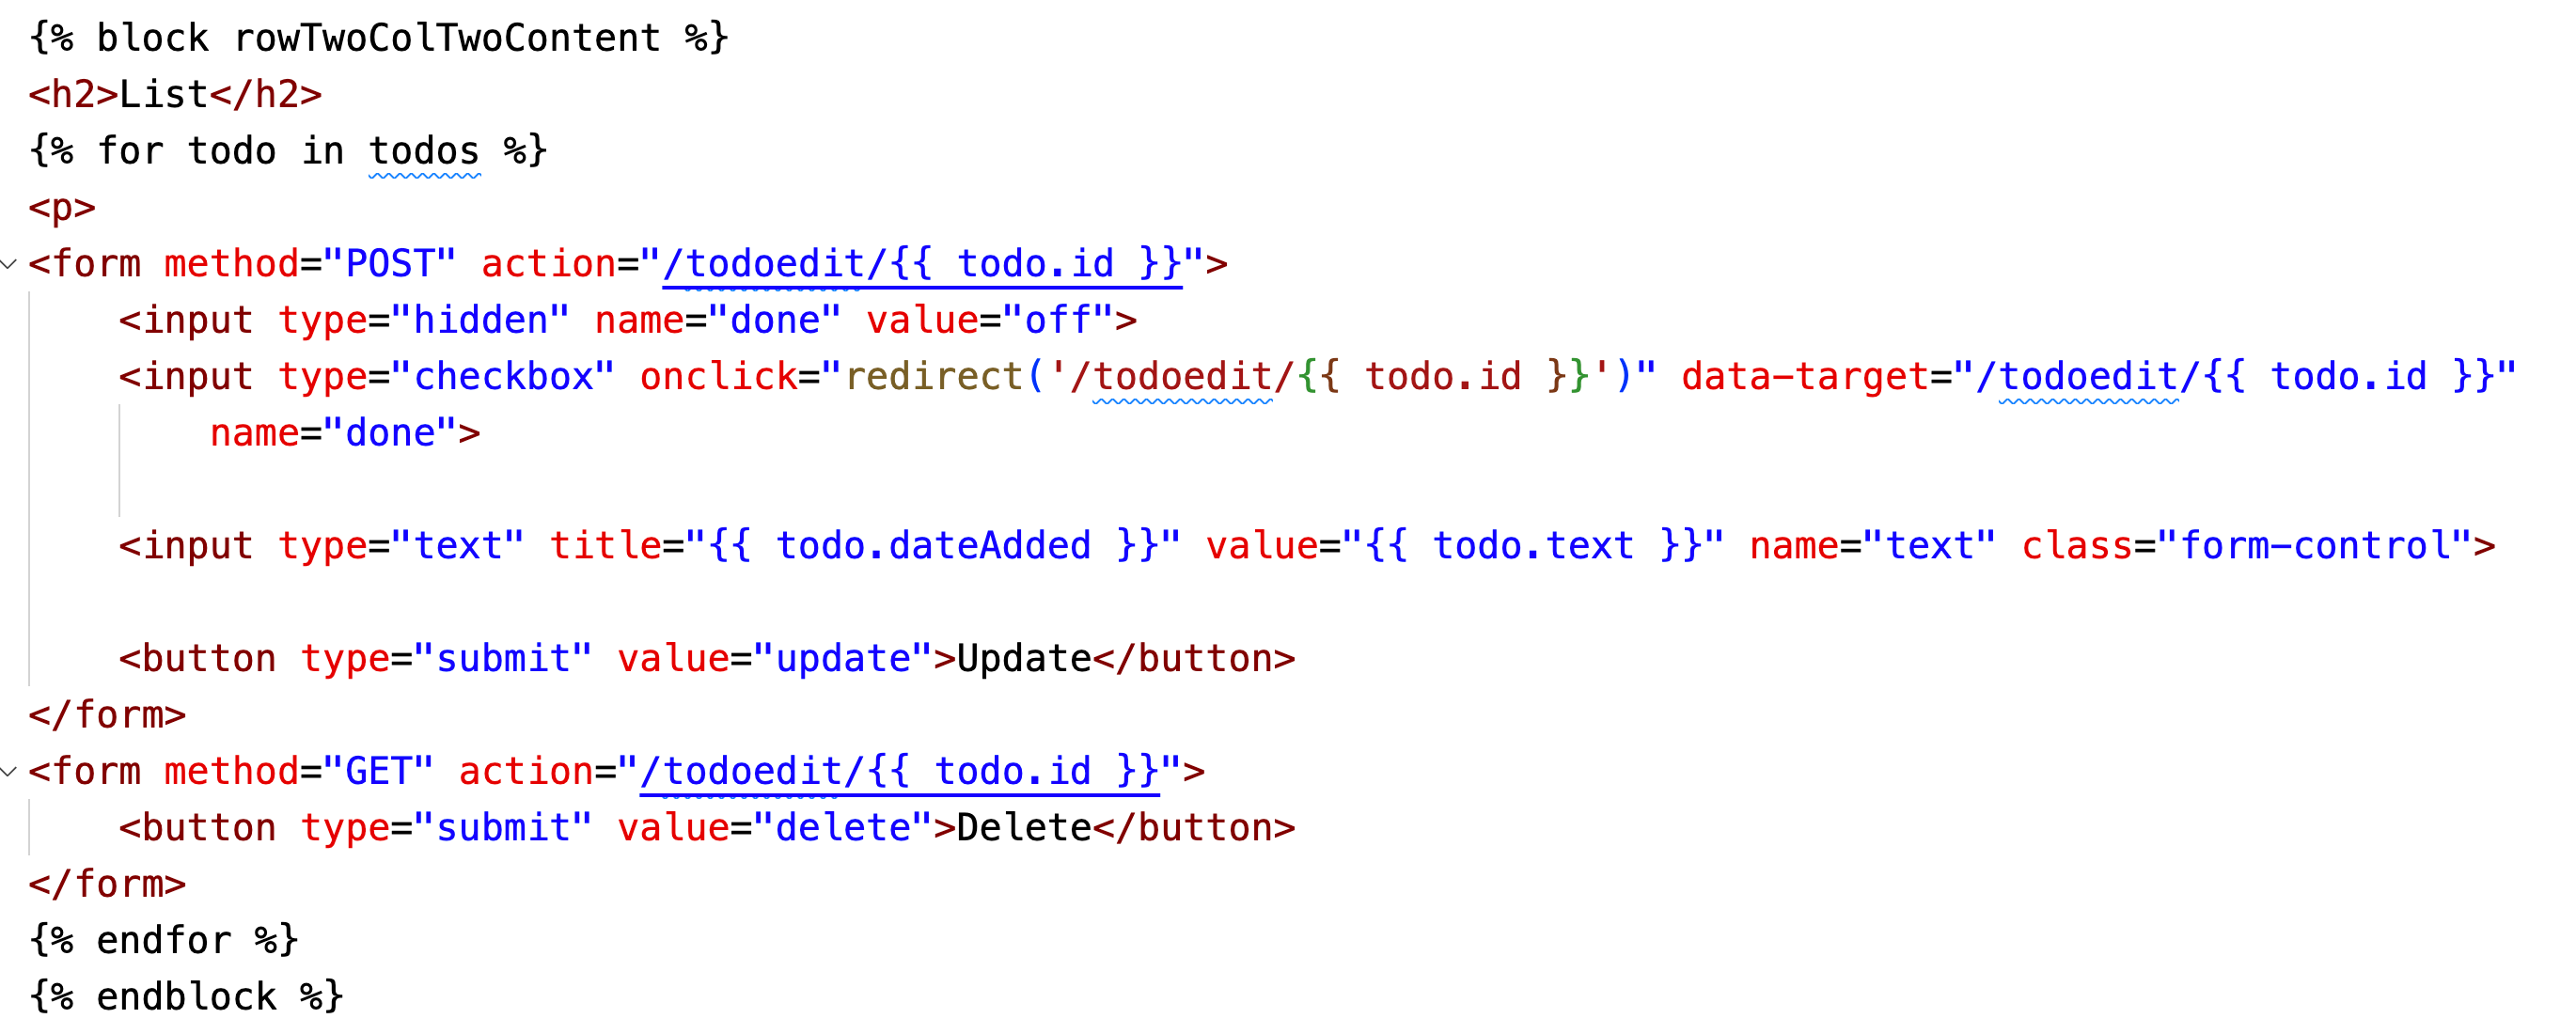 {% block rowTwoColTwoContent %}
<h2>List</h2>
{% for todo in todos %}
<p>
<form method="POST" action="/todoedit/{{ todo.id }}">
    <input type="hidden" name="done" value="off">
    <input type="checkbox" onclick="redirect('/todoedit/{{ todo.id }}')" data-target="/todoedit/{{ todo.id }}"
        name="done">
    <input type="text" title="{{ todo.dateAdded }}" value="{{ todo.text }}" name="text" class="form-control">
    <button type="submit" value="update">Update</button>
</form>
<form method="GET" action="/todoedit/{{ todo.id }}">
    <button type="submit" value="delete">Delete</button>
</form>
{% endfor %}
{% endblock %}